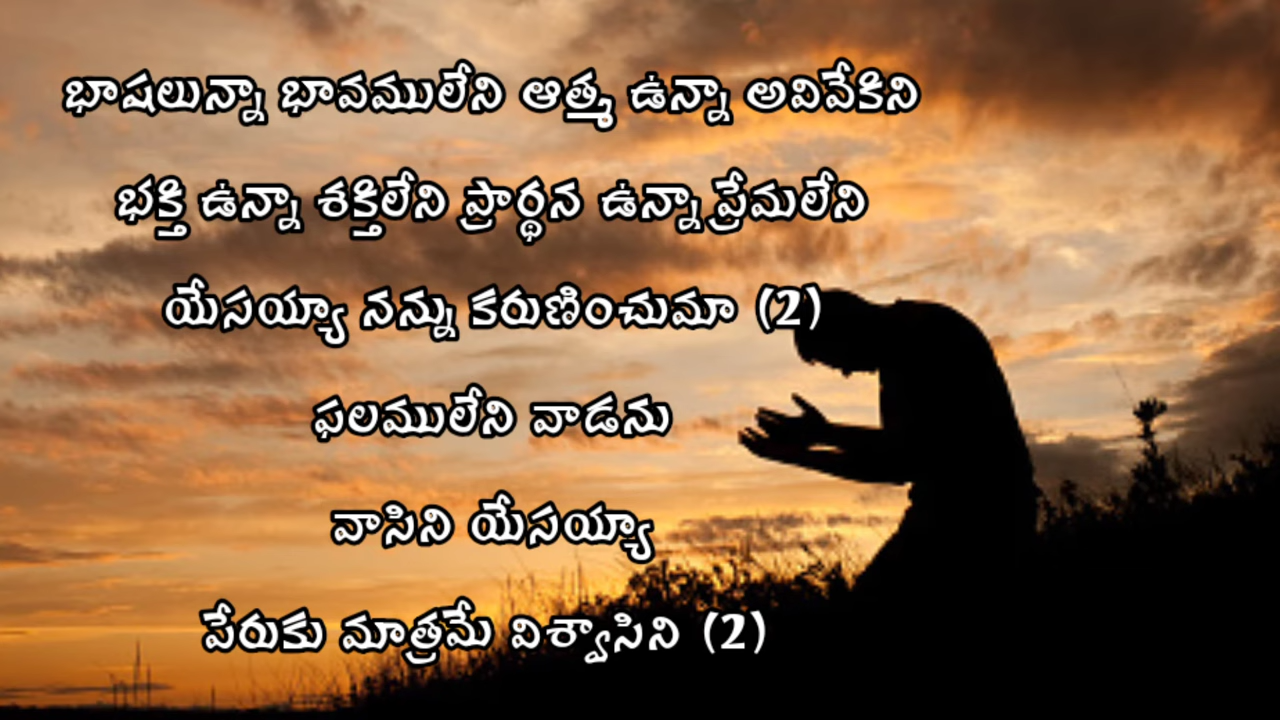 భాషలున్నా భావములేని ఆత్మ ఉన్నా అవివేకిని
భక్తి ఉన్నా శక్తిలేని ప్రార్థన ఉన్నా ప్రేమలేని
యేసయ్యా నన్ను కరుణించుమా (2)
ఫలములేని వాడను
వాసిని యేసయ్యా
పేరుకు మాత్రమే విశ్వాసిని (2)